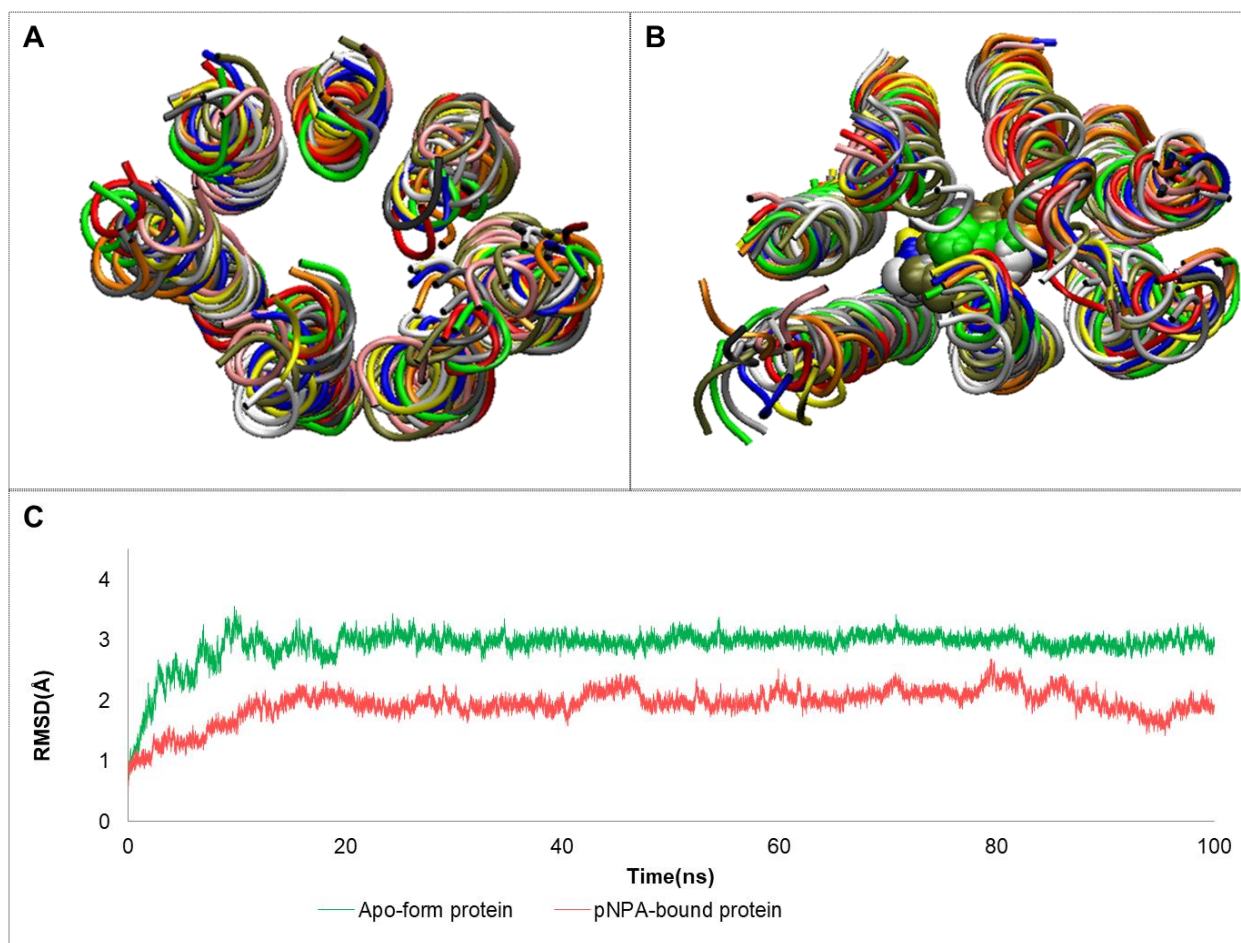 A
B
C
4
3
2
1
0
RMSD(Å)
0 20 40 60 80 100
Time(ns)
Apo-form protein pNPA-bound protein